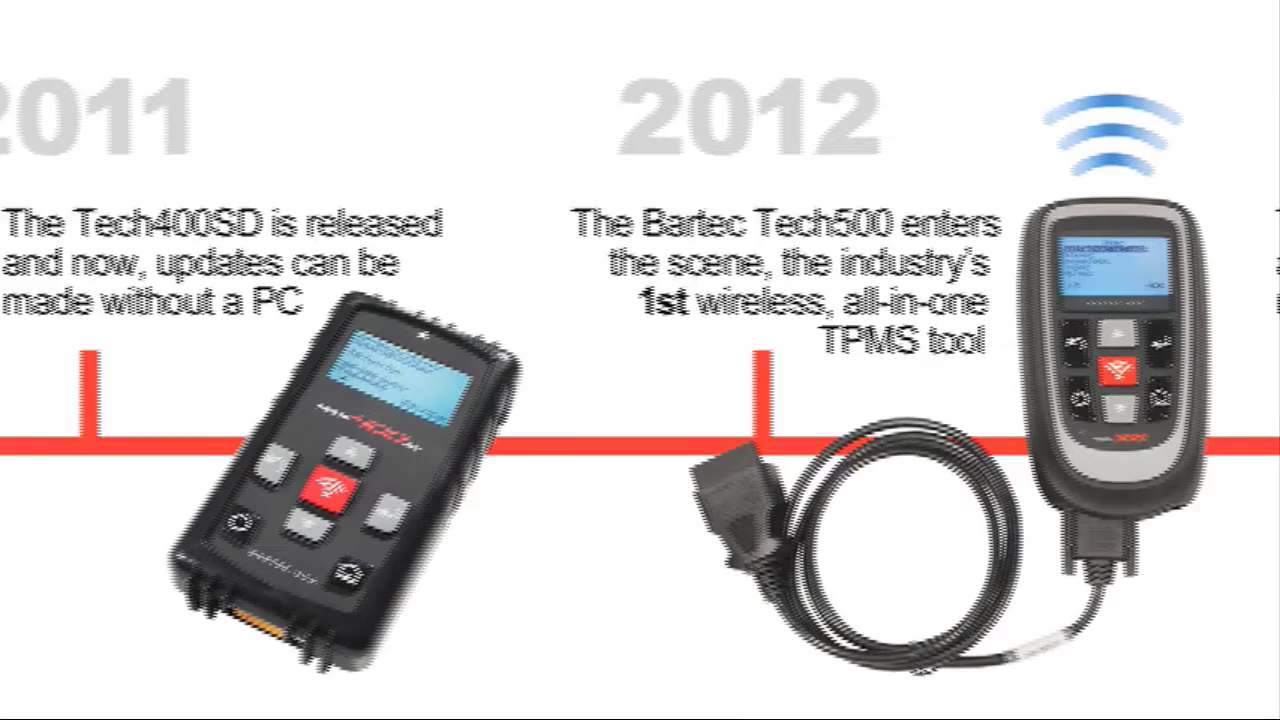 2011
The Tech400SD is released
and now, updates can be
made without a PC
2012
The Bartec Tech500 enters
the scene, the industry's
1st wireless, all-in-one
TPMS tool